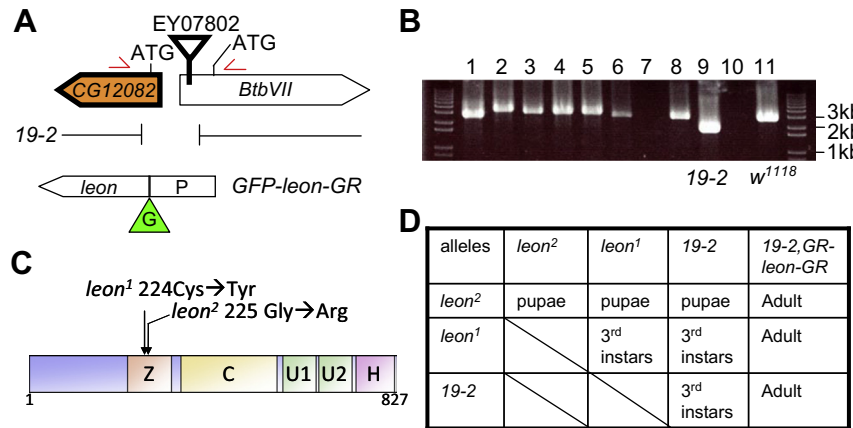 A
EY07802
ATG
ATG
CG12082
BtbVII
19-2
leon
P
GFP-leon-GR
G
B
1 2 3 4 5 6 7 8 9 10 11
3kb
2kb
1kb
19-2
w1118
C
leon1 224Cys→Tyr
leon2 225 Gly→Arg
Z
C
U1
U2
H
1
827
D
alleles leon2 leon1 19-2 19-2,GR-leon-GR
leon2 pupae pupae pupae Adult
leon1 3rd instars 3rd instars Adult
19-2 3rd instars Adult